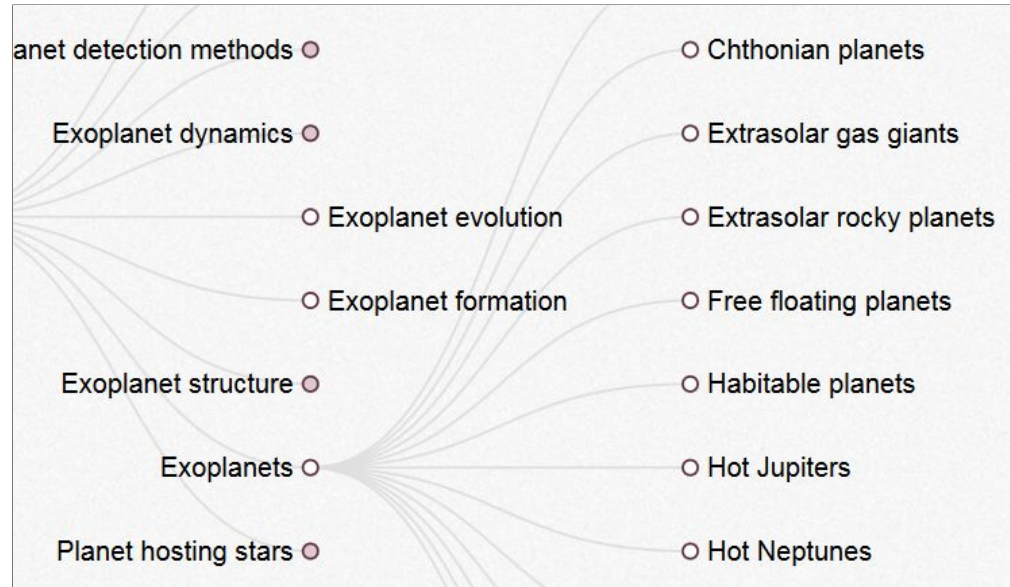 anet detection methods
Exoplanet dynamics
Exoplanet evolution
Exoplanet formation
Exoplanet structure
Exoplanets
Planet hosting stars
Chthonian planets
Extrasolar gas giants
Extrasolar rocky planets
Free floating planets
Habitable planets
Hot Jupiters
Hot Neptunes